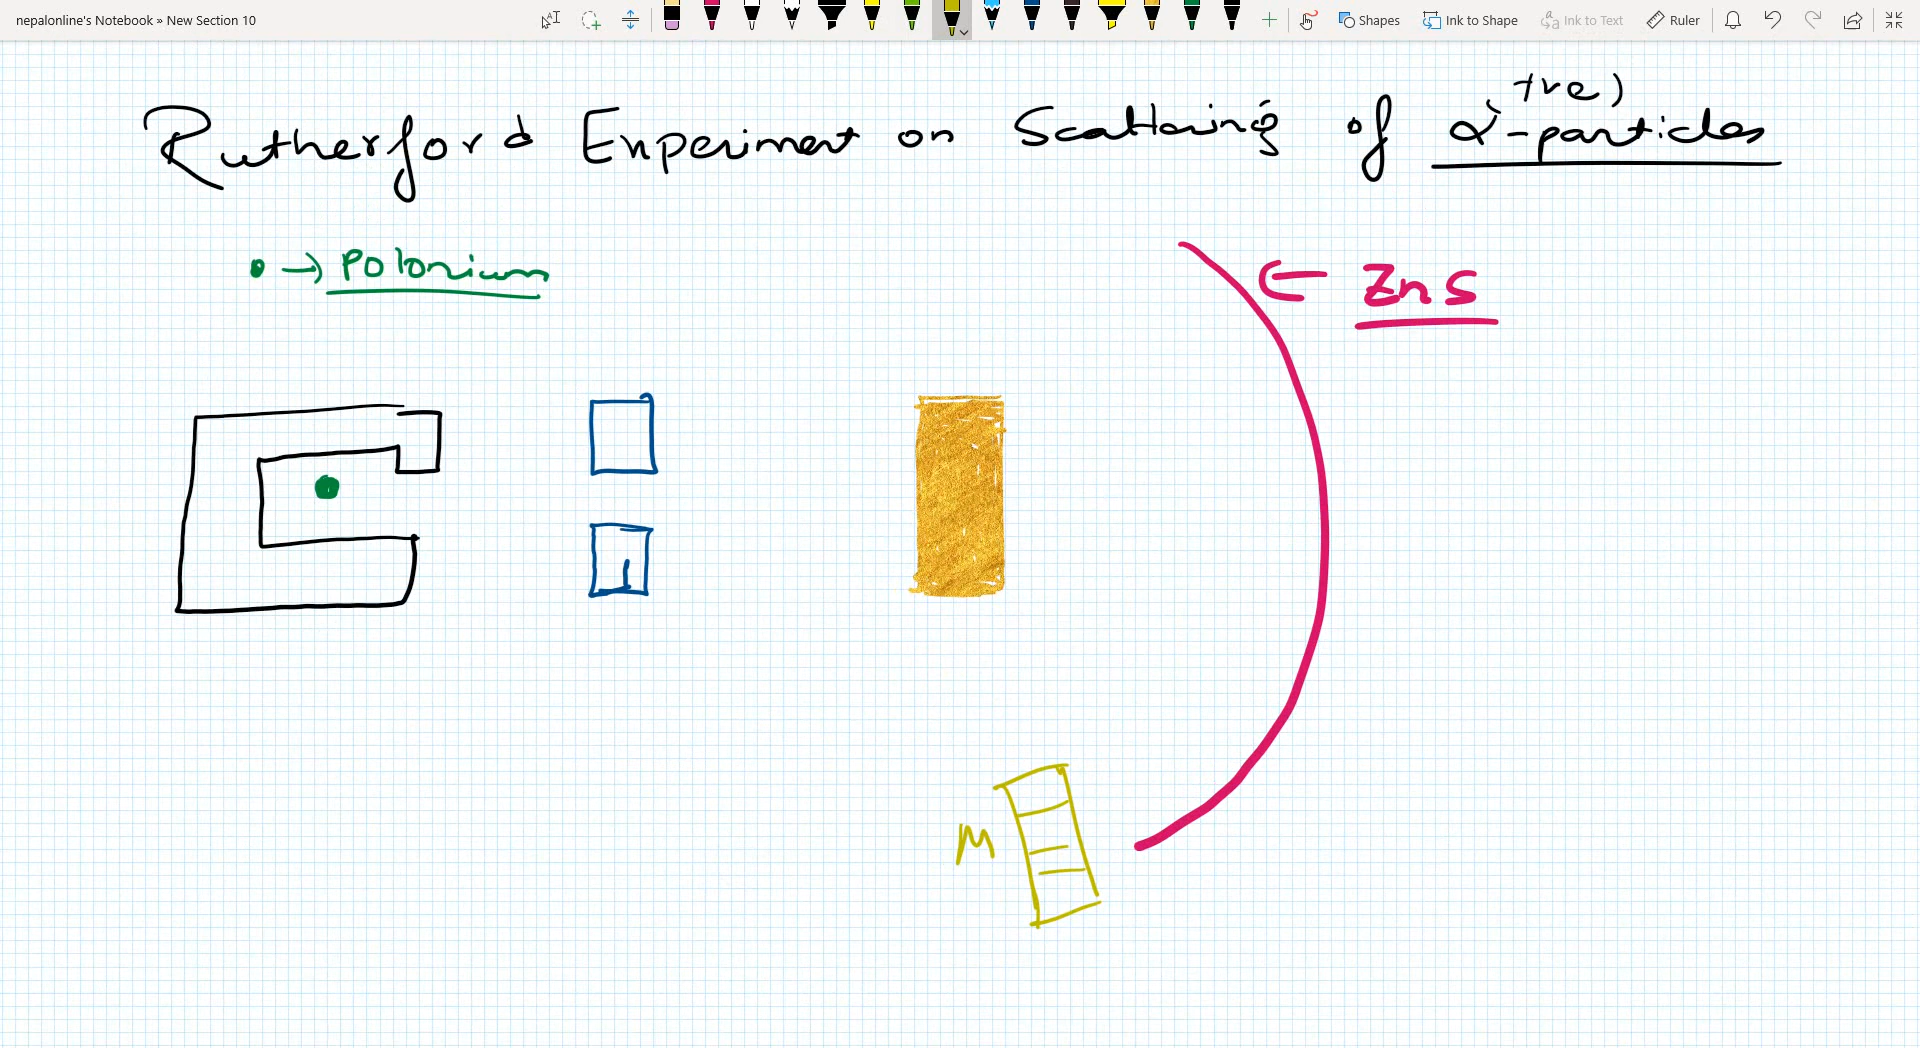 nepalonline's Notebook » New Section 10
Shapes
Ink to Shape
Ink to Text
Ruler
+ve)
Rutherford Experiment on Scattering of α-particles
→ Polonium
← ZnS
M